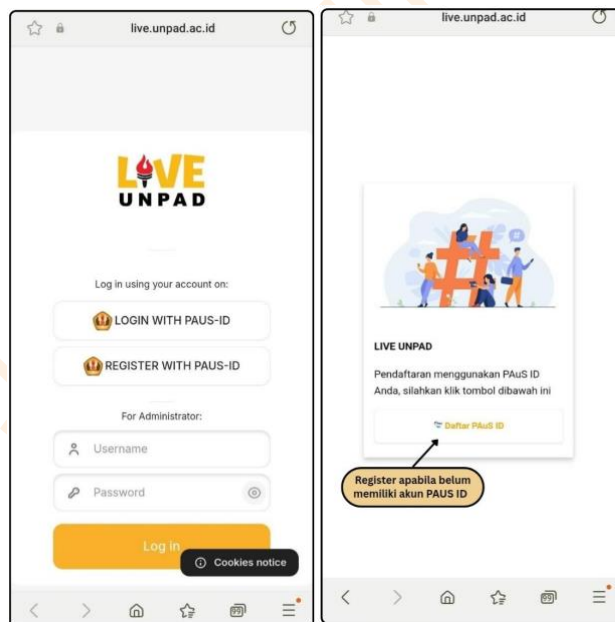 live.unpad.ac.id
LIVE
UNPAD
Log in using your account on:
LOGIN WITH PAUS-ID
REGISTER WITH PAUS-ID
For Administrator:
Username
Password
Log in
Cookies notice
live.unpad.ac.id
#
LIVE UNPAD
Pendaftaran menggunakan PAuS ID
Anda, silahkan klik tombol dibawah ini
Daftar PAuS ID
Register apabila belum
memiliki akun PAUS ID